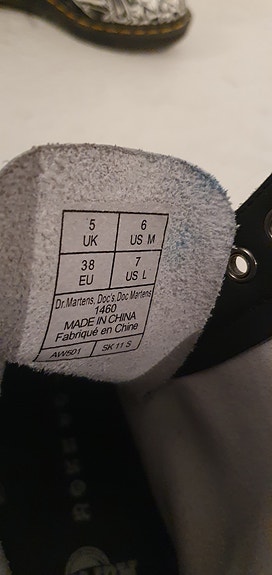 5 6
UK US M
38 7
EU US L
Dr.Martens, Doc's, Doc Martens
1460
MADE IN CHINA
Fabriqué en Chine
AW501 SK 11 S